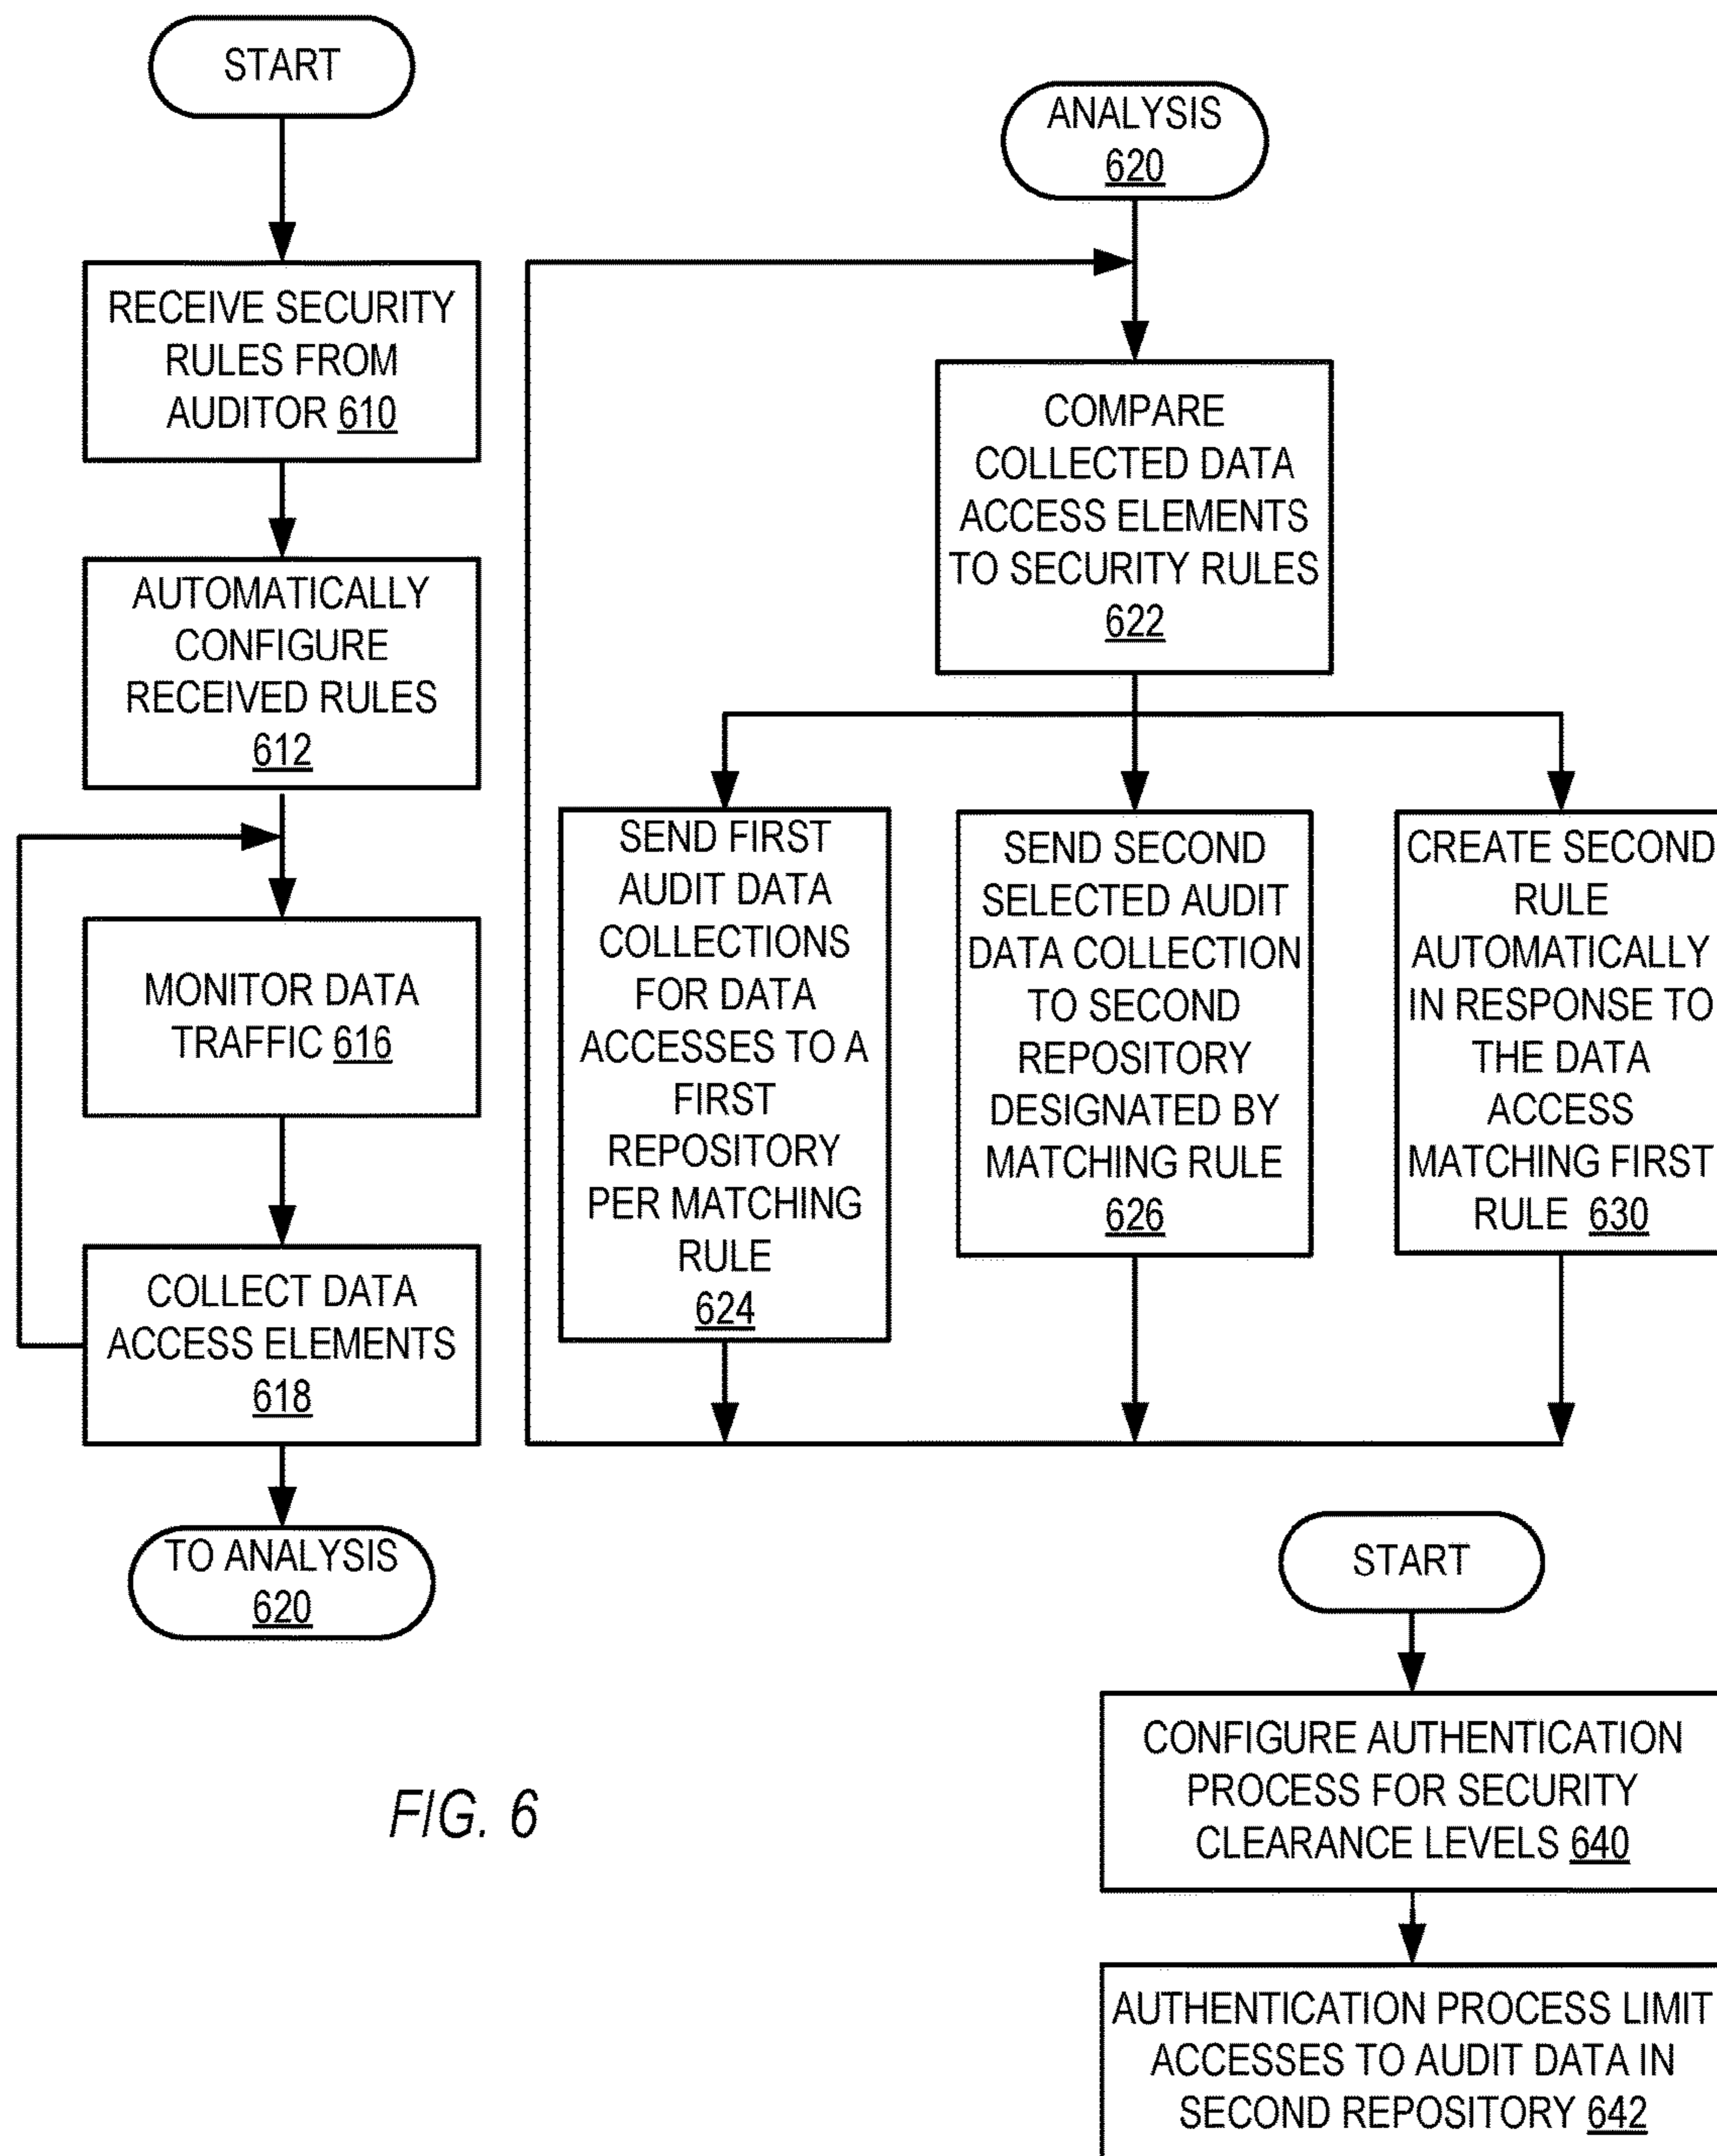 START
RECEIVE SECURITY
RULES FROM
AUDITOR 610
AUTOMATICALLY
CONFIGURE
RECEIVED RULES
612
MONITOR DATA
TRAFFIC 616
COLLECT DATA
ACCESS ELEMENTS
618
TO ANALYSIS
620
ANALYSIS
620
COMPARE
COLLECTED DATA
ACCESS ELEMENTS
TO SECURITY RULES
622
SEND FIRST
AUDIT DATA
COLLECTIONS
FOR DATA
ACCESSES TO A
FIRST
REPOSITORY
PER MATCHING
RULE
624
SEND SECOND
SELECTED AUDIT
DATA COLLECTION
TO SECOND
REPOSITORY
DESIGNATED BY
MATCHING RULE
626
CREATE SECOND
RULE
AUTOMATICALLY
IN RESPONSE TO
THE DATA
ACCESS
MATCHING FIRST
RULE 630
START
CONFIGURE AUTHENTICATION
PROCESS FOR SECURITY
CLEARANCE LEVELS 640
AUTHENTICATION PROCESS LIMIT
ACCESSES TO AUDIT DATA IN
SECOND REPOSITORY 642
FIG. 6